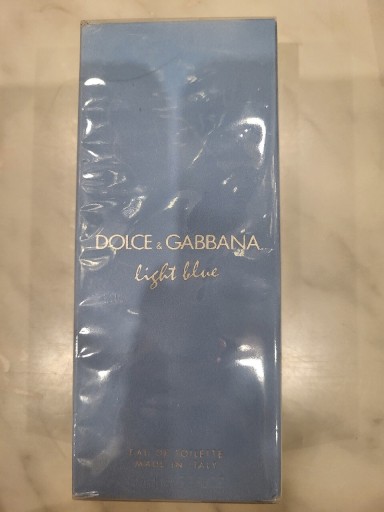 DOLCE & GABBANA
light blue
EAU DE TOILETTE
MADE IN ITALY